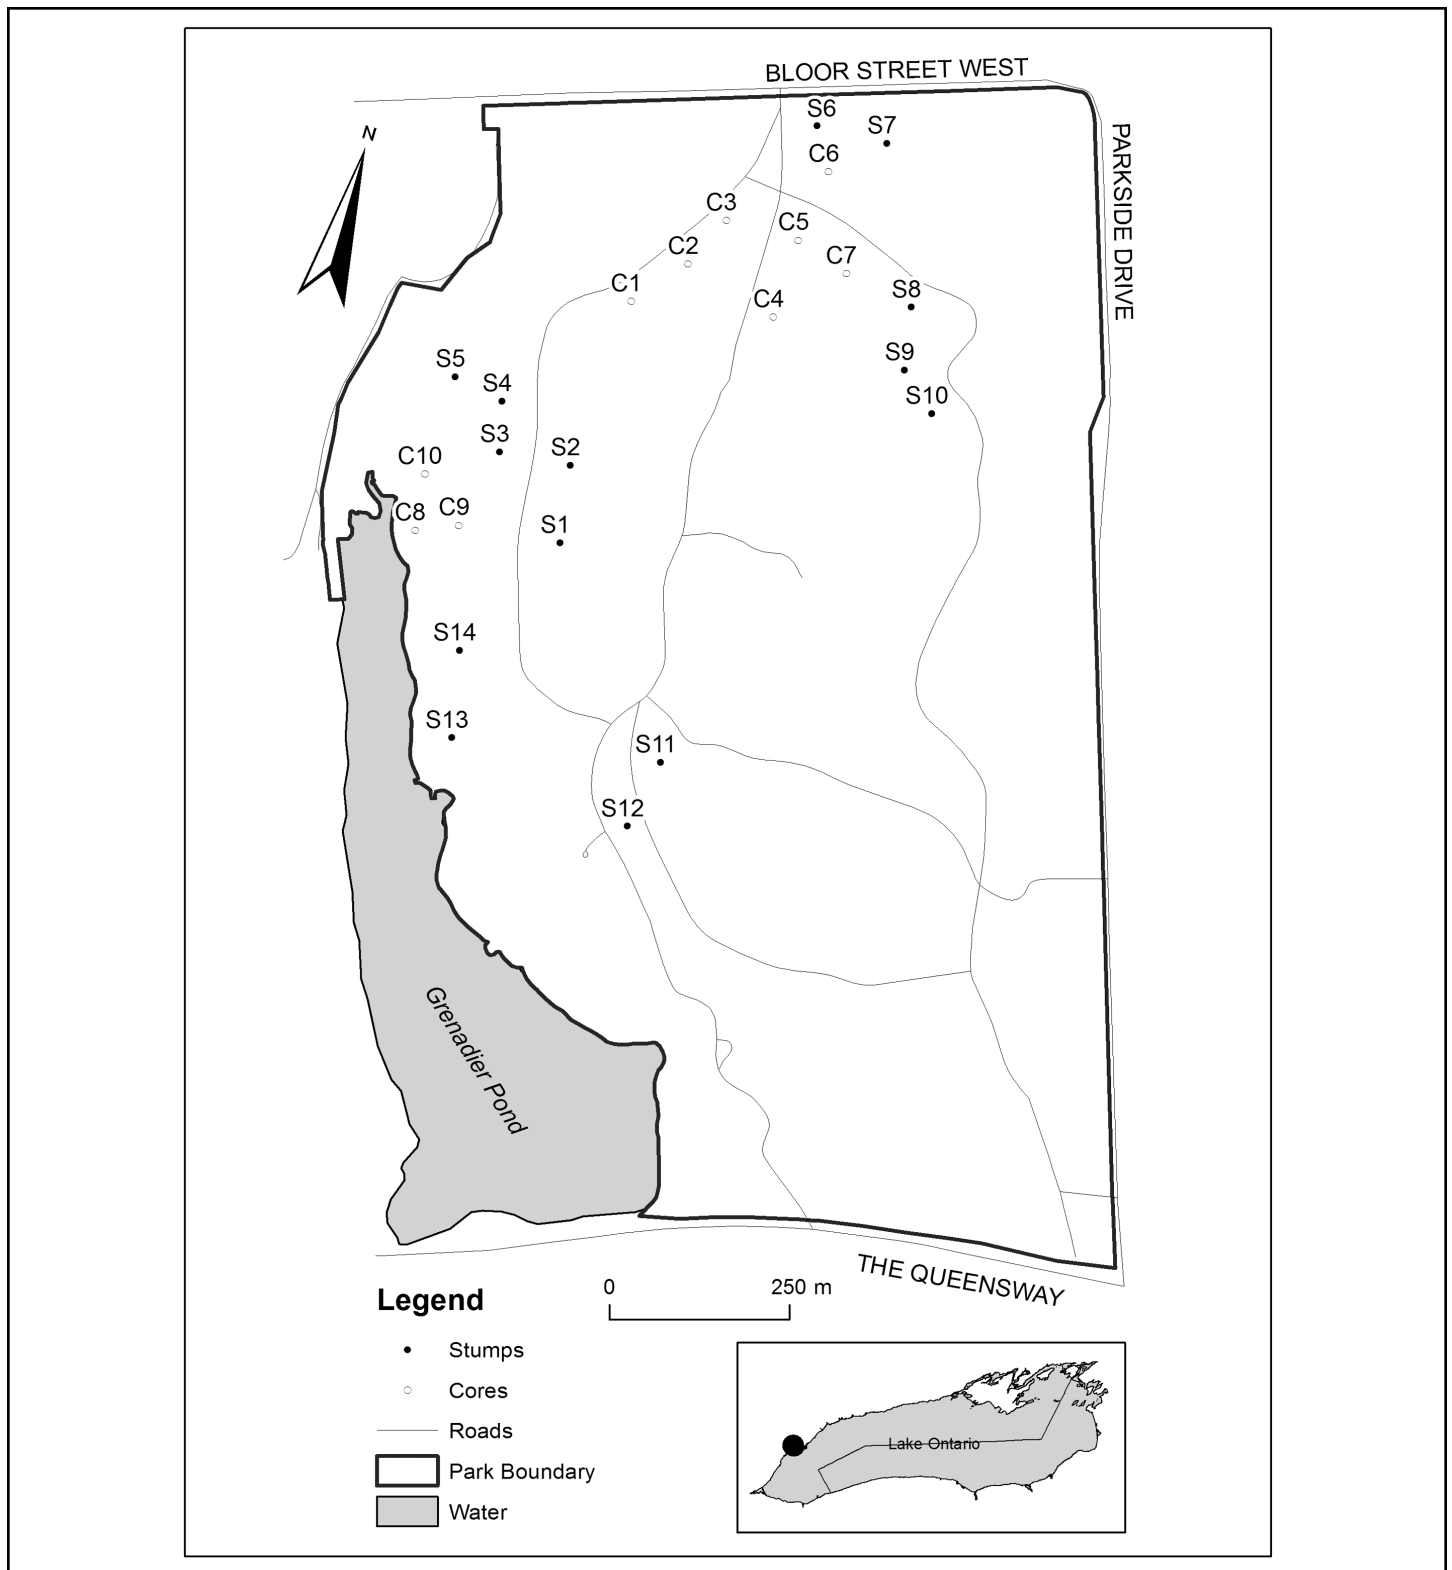 BLOOR STREET WEST
PARKSIDE DRIVE
N
S6
S7
C6
C3
C5
C2
C7
C1
C4
S8
S5
S4
S9
S10
S3
S2
C10
C8
C9
S1
S14
S13
S11
S12
Grenadier Pond
THE QUEENSWAY
0 250 m
Legend
Stumps
Cores
Roads
Park Boundary
Water
Lake Ontario